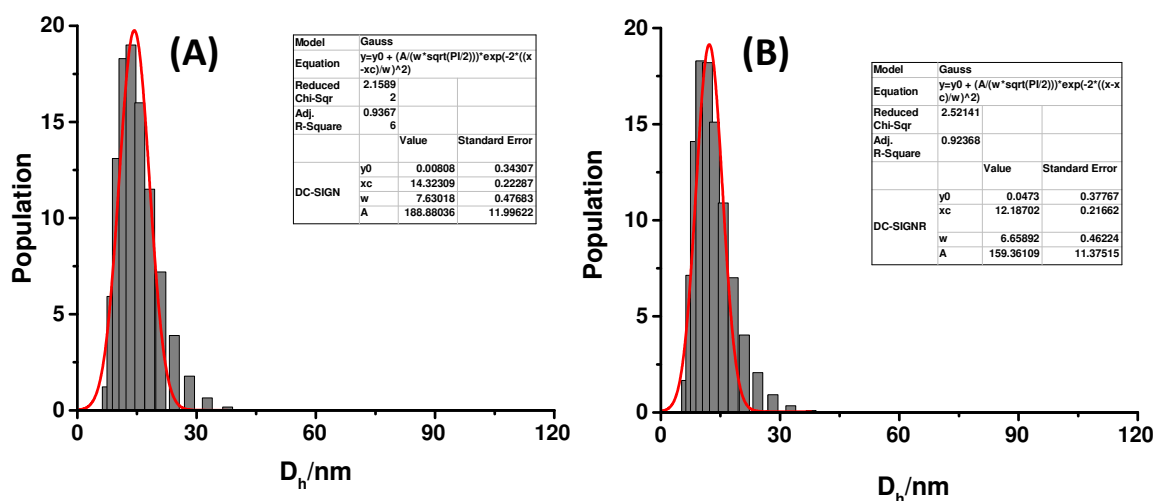 (A)
Population
20
15
10
5
0
0 30 60 90 120
D_h/nm
Model Gauss
Equation y=y0 + (A/(w*sqrt(PI/2)))*exp(-2*((x
-xc)/w)^2)
Reduced 2.1589
Chi-Sqr 2
Adj. 0.9367
R-Square 6
Value Standard Error
y0 0.00808 0.34307
DC-SIGN xc 14.32309 0.22287
w 7.63018 0.47683
A 188.88036 11.99622
(B)
Population
20
15
10
5
0
0 30 60 90 120
D_h/nm
Model Gauss
Equation y=y0 + (A/(w*sqrt(PI/2)))*exp(-2*((x-x
c)/w)^2)
Reduced 2.52141
Chi-Sqr
Adj. 0.92368
R-Square
Value Standard Error
y0 0.0473 0.37767
xc 12.18702 0.21662
DC-SIGNR
w 6.65892 0.46224
A 159.36109 11.37515